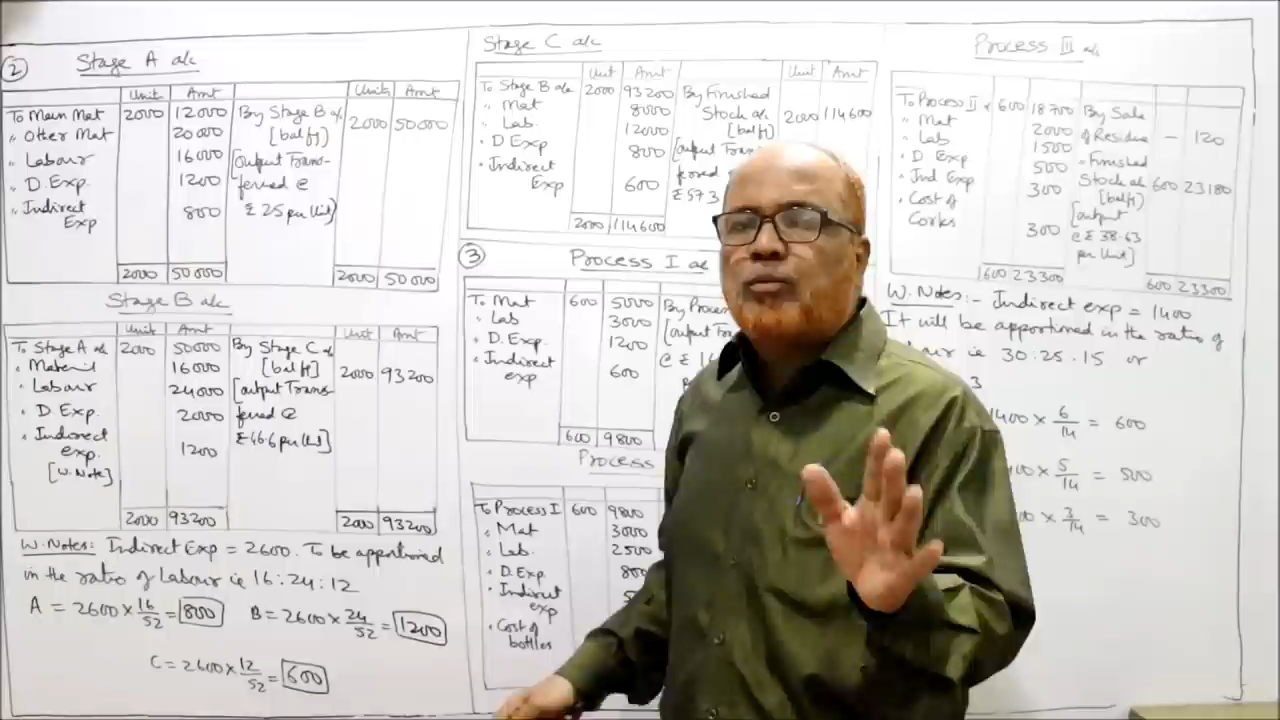 2
Stage A a/c
Unit Amt Units Amt
To Main Mat 2000 12000 By Stage B a/c 2000 50000
" Other Mat 20000 [bal fig]
" Labour 16000 [Output Trans-
" D. Exp. 1200 ferred @
" Indirect 800 £ 25 per Unit]
Exp
2000 50000 2000 50000
Stage B a/c
Unit Amt Unit Amt
To Stage A a/c 2000 50000 By Stage C a/c 2000 93200
" Material 16000 [bal fig]
" Labour 24000 [output Trans-
" D. Exp. 2000 ferred @
" Indirect 1200 £ 46.6 per Unit]
exp.
[W. Note]
2000 93200 2000 93200
W. Notes: Indirect Exp = 2600. To be apportioned
in the ratio of Labour ie 16:24:12
A = 2600 × 16/52 = 800 B = 2600 × 24/52 = 1200
C = 2600 × 12/52 = 600
Stage C a/c
Unit Amt Unit Amt
To Stage B a/c 2000 93200 By Finished
" Mat 8000 Stock a/c 2000 114600
" Lab. 12000 [bal fig]
" D Exp 800 [output
" Indirect 600 £ 57.3
Exp
2000 114600
3
Process I a/c
To Mat 600 5000 By
" Lab 3000 [output
" D. Exp. 1200 @ £
" Indirect 600
exp
600 9800
Process
To Process I 600 9800
" Mat 3000
" Lab. 2500
" D. Exp. 800
" Indirect
exp
" Cost of
bottles
Process III a/c
To Process II 600 18700 By Sale
" Mat 2000 of Residue — 120
" Lab 1500 " Finished
" D Exp 500 Stock a/c 600 23180
" Ind Exp 300 [bal fig]
" Cost of [output
Corks 300 @ £ 38.63
per Unit]
600 23300 600 23300
W. Notes:- Indirect exp = 1400
It will be apportioned in the ratio of
ie 30:25:15 or
3
1400 × 6/14 = 600
× 5/14 = 500
× 3/14 = 300